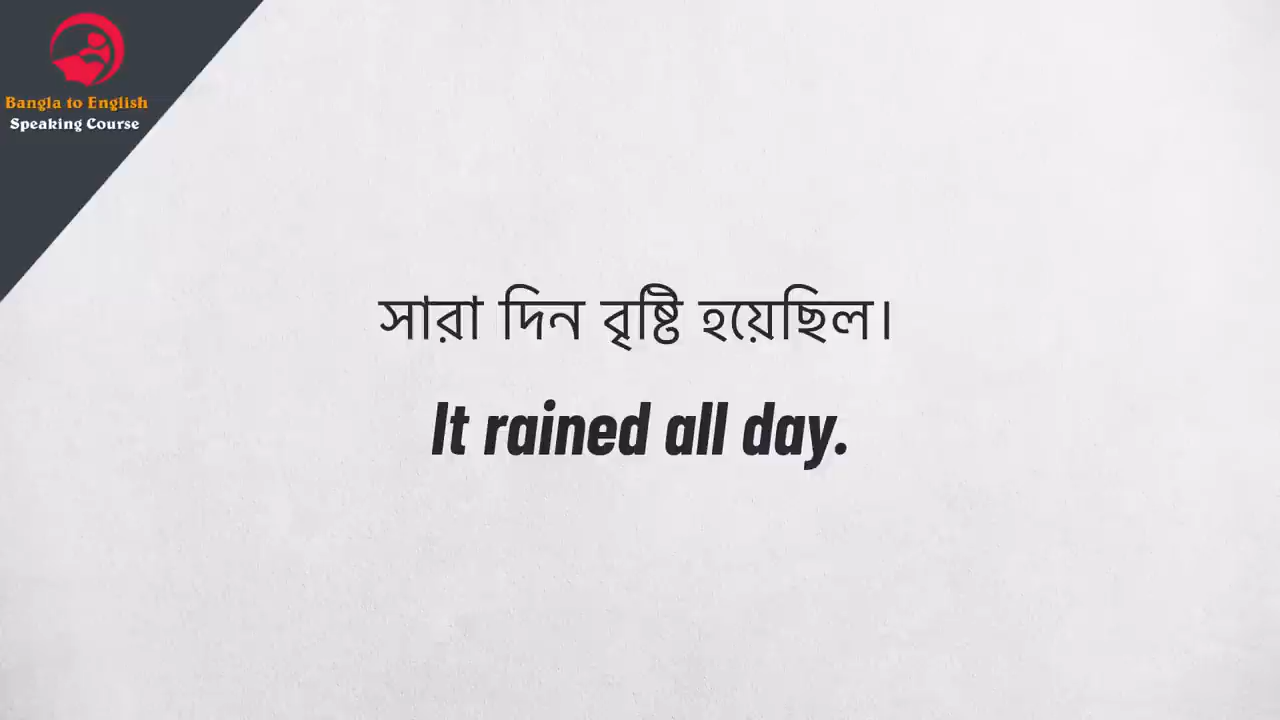 Bangla to English
Speaking Course
সারা দিন বৃষ্টি হয়েছিল।
It rained all day.